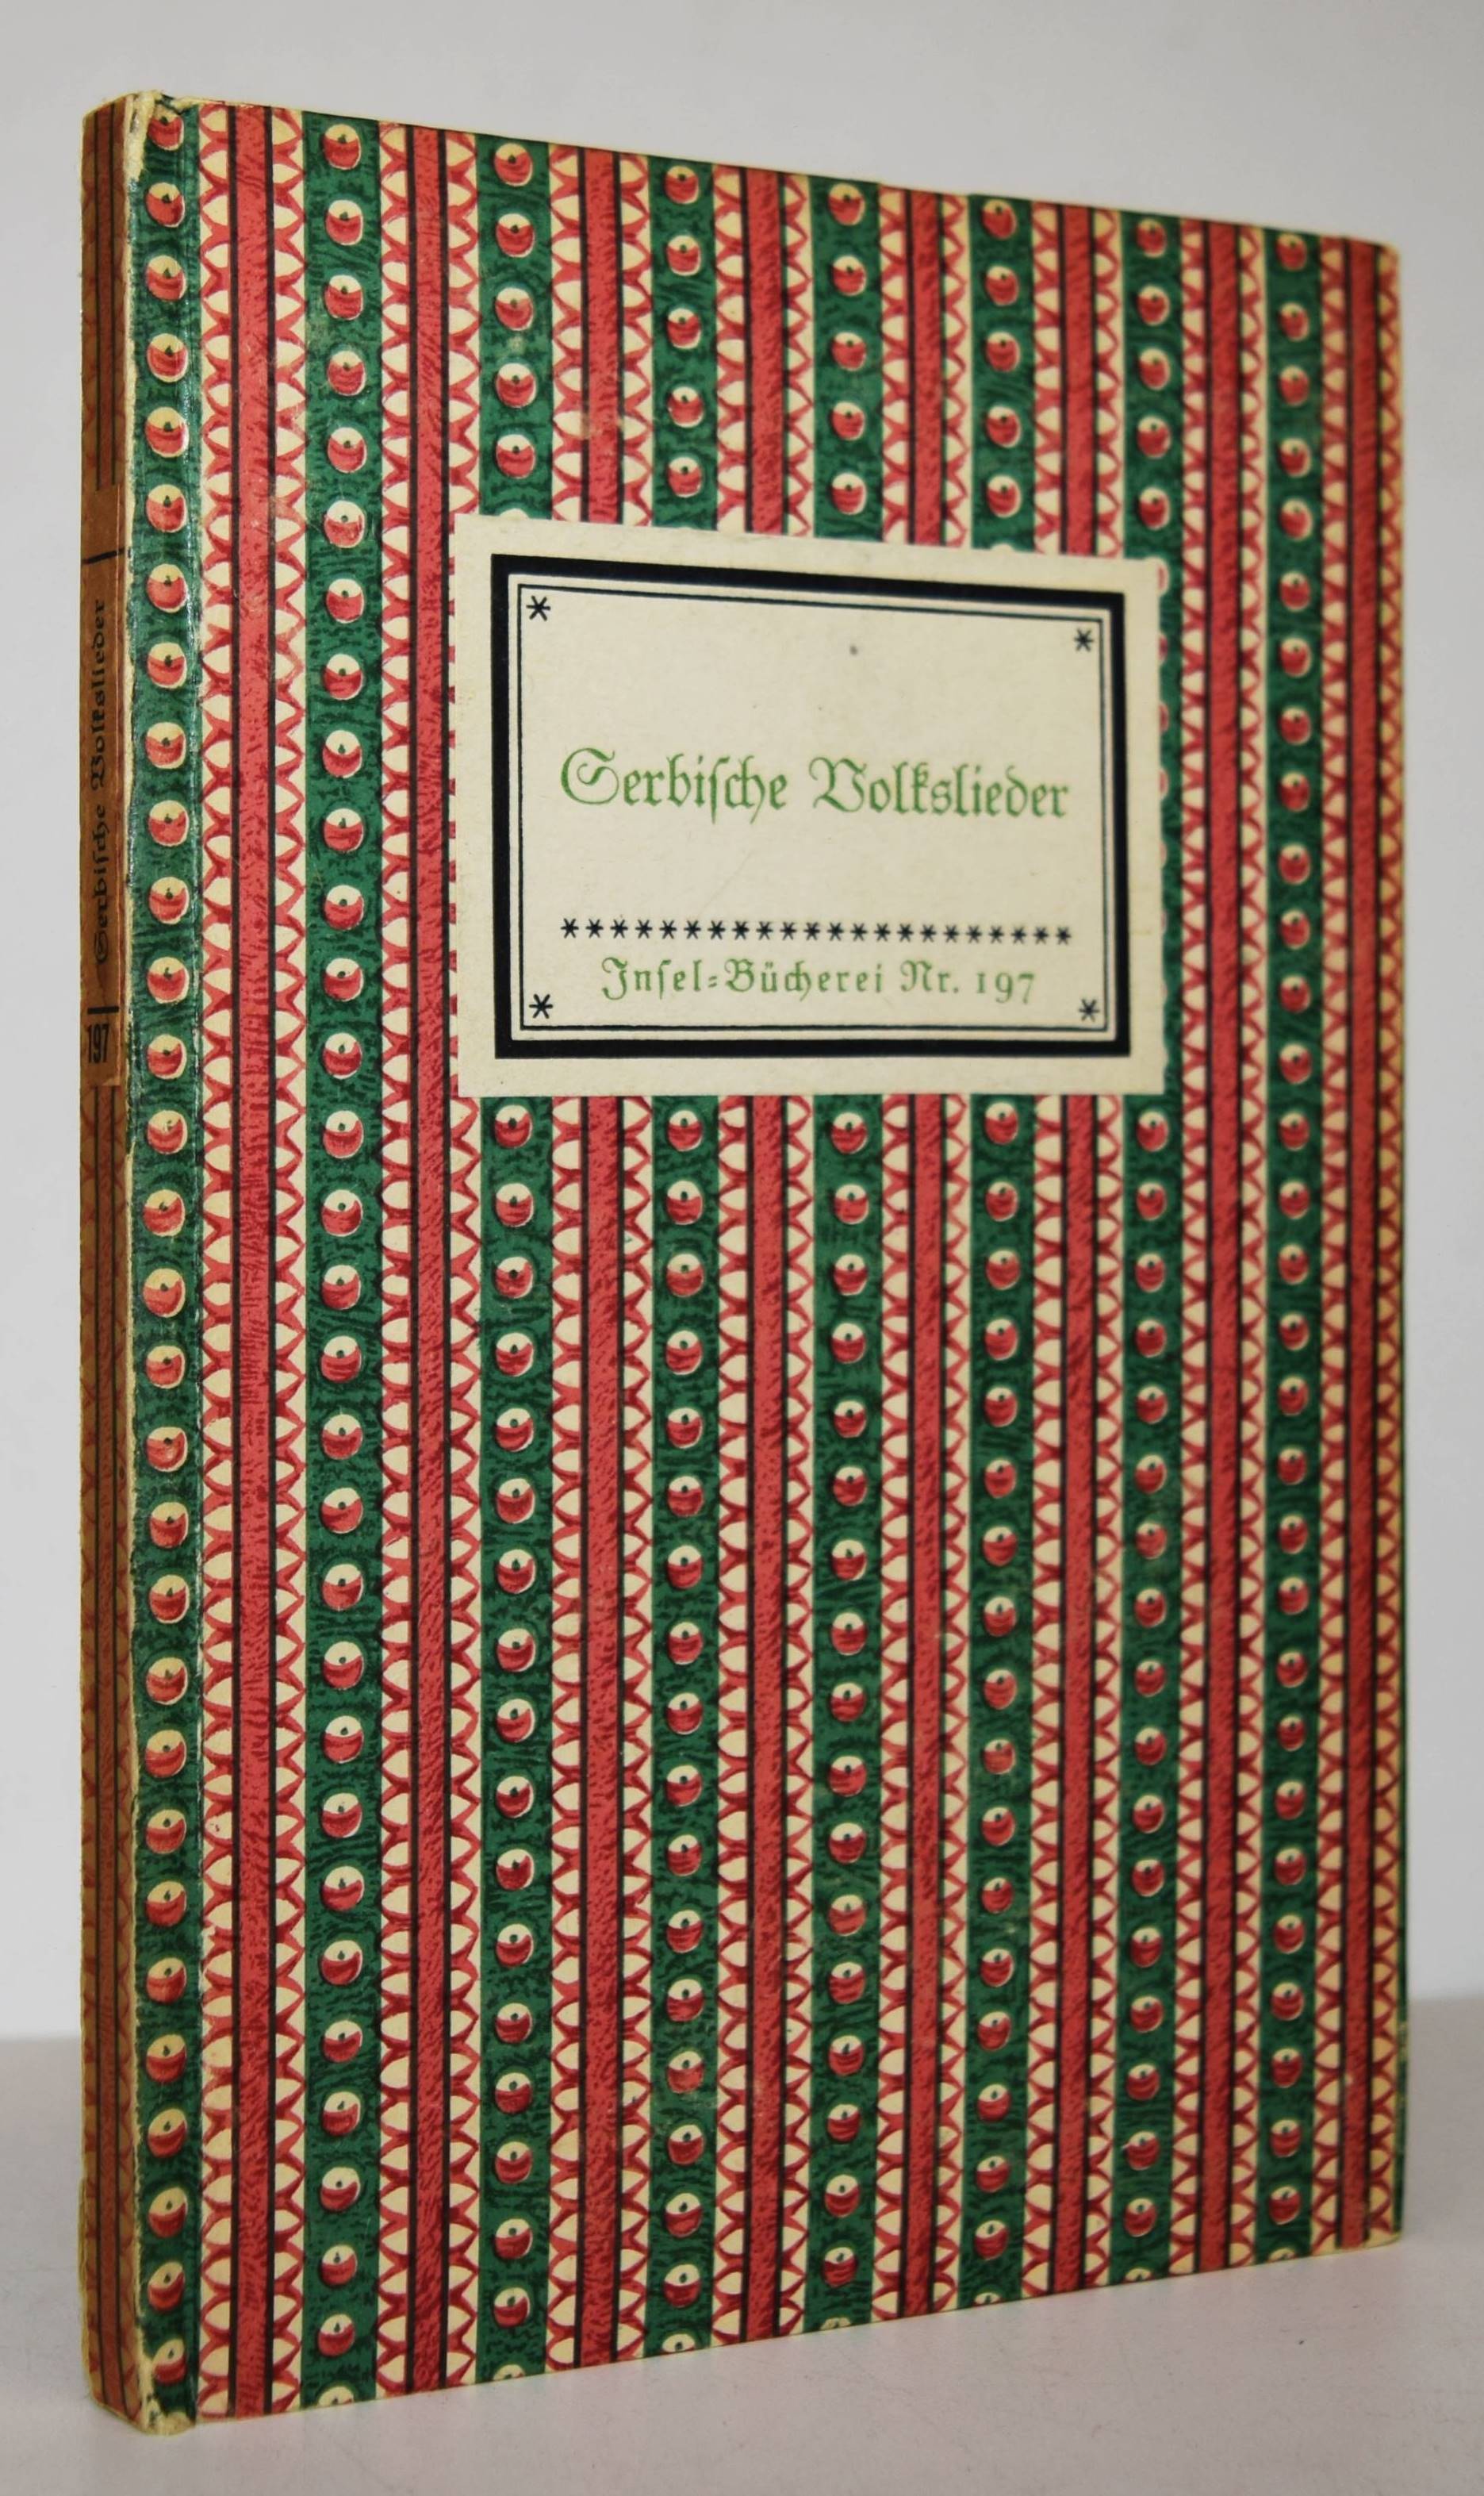 Serbiſche Volkslieder
Inſel=Bücherei Nr. 197
Serbiſche Volkslieder
197